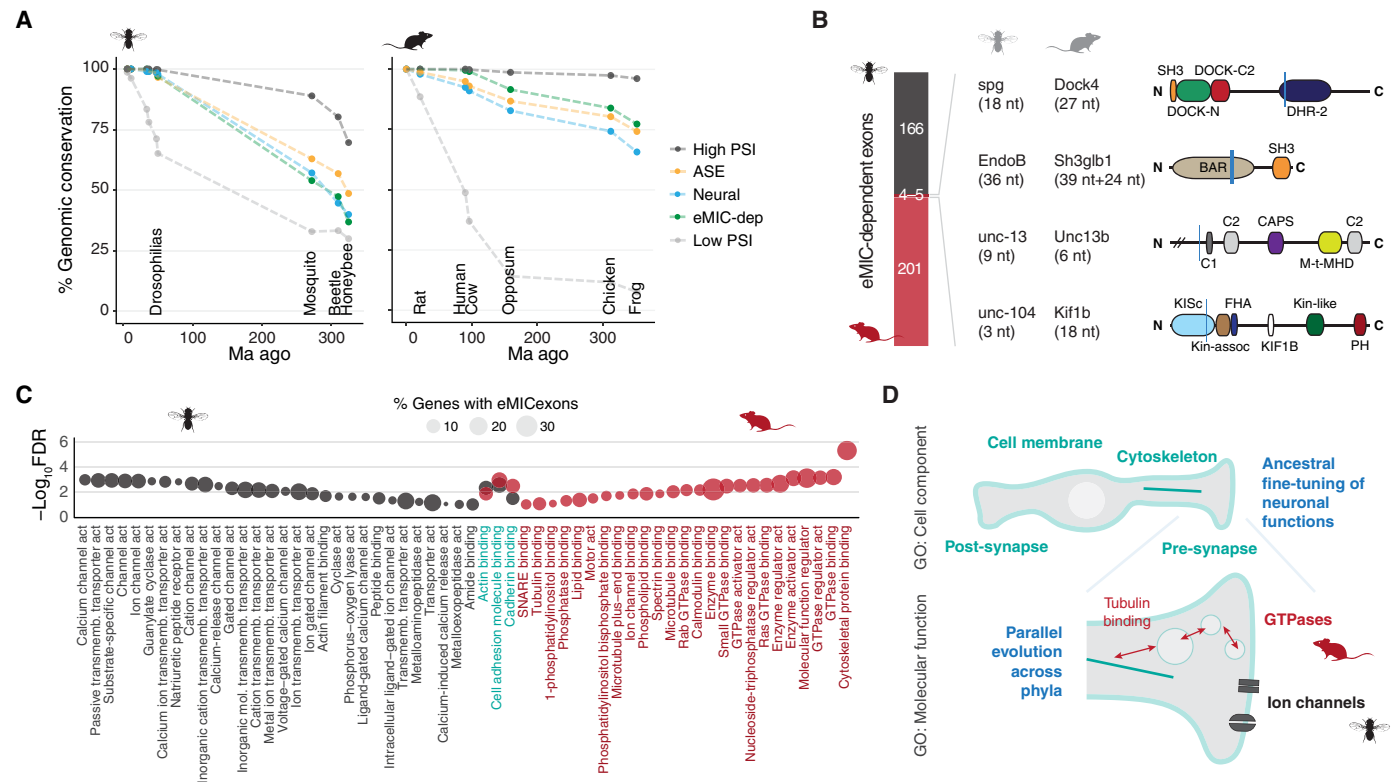 A
% Genomic conservation
100
75
50
25
0
Drosophilias
Mosquito
Beetle
Honeybee
0
100
200
300
Ma ago
Rat
Human
Cow
Opposum
Chicken
Frog
0
100
200
300
Ma ago
High PSI
ASE
Neural
eMIC-dep
Low PSI
B
eMIC-dependent exons
166
4-5
201
spg
(18 nt)
Dock4
(27 nt)
N
SH3
DOCK-C2
DOCK-N
DHR-2
C
EndoB
(36 nt)
Sh3glb1
(39 nt+24 nt)
N
BAR
SH3
C
unc-13
(9 nt)
Unc13b
(6 nt)
N
C2
CAPS
C2
C1
M-t-MHD
C
unc-104
(3 nt)
Kif1b
(18 nt)
N
KISc
FHA
Kin-like
Kin-assoc
KIF1B
PH
C
C
% Genes with eMICexons
10
20
30
−Log10FDR
6
4
2
0
Calcium channel act
Passive transmemb. transporter act
Substrate-specific channel act
Channel act
Ion channel act
Guanylate cyclase act
Calcium ion transmemb. transporter act
Natriuretic peptide receptor act
Cation channel act
Inorganic cation transmemb. transporter act
Calcium-release channel act
Gated channel act
Inorganic mol. transmemb. transporter act
Cation transmemb. transporter act
Metal ion transmemb. transporter act
Voltage-gated calcium channel act
Ion transmemb. transporter act
Ion gated channel act
Actin filament binding
Cyclase act
Phosphorus-oxygen lyase act
Ligand-gated calcium channel act
Peptide binding
Intracellular ligand-gated ion channel act
Transmemb. transporter act
Metalloaminopeptidase act
Transporter act
Calcium-induced calcium release act
Metalloexopeptidase act
Amide binding
Actin binding
Cell adhesion molecule binding
Cadherin binding
SNARE binding
Tubulin binding
1-phosphatidylinositol binding
Phosphatase binding
Lipid binding
Motor act
Phosphatidylinositol bisphosphate binding
Microtubule plus-end binding
Ion channel binding
Phospholipid binding
Spectrin binding
Microtubule binding
Rab GTPase binding
Calmodulin binding
Enzyme binding
Small GTPase binding
GTPase activator act
Nucleoside-triphosphatase regulator act
Ras GTPase binding
Enzyme regulator act
Enzyme activator act
Molecular function regulator
GTPase regulator act
GTPase binding
Cytoskeletal protein binding
D
GO: Cell component
Cell membrane
Cytoskeleton
Post-synapse
Pre-synapse
Ancestral
fine-tuning of
neuronal
functions
GO: Molecular function
Parallel
evolution
across
phyla
Tubulin
binding
GTPases
Ion channels